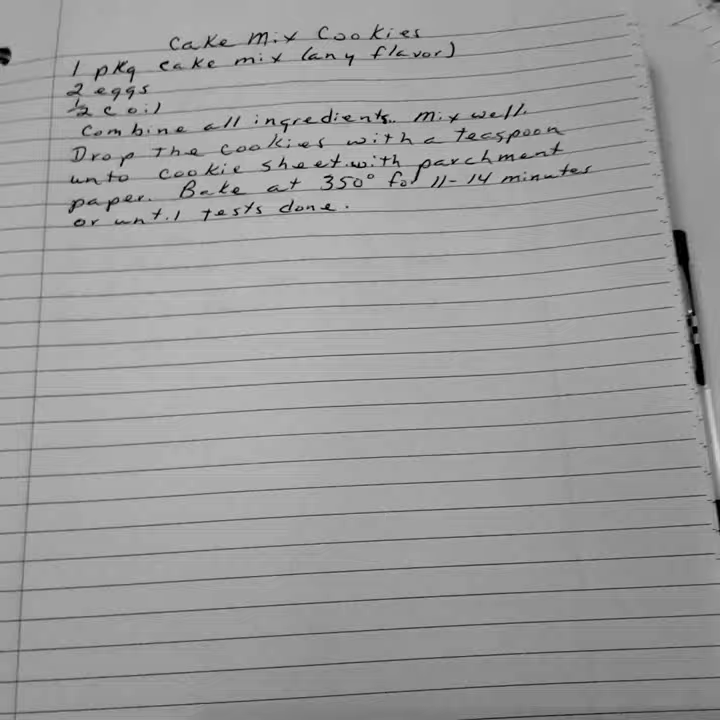 Cake Mix Cookies
1 pkg cake mix (any flavor)
2 eggs
1/2 c oil
Combine all ingredients. Mix well.
Drop the cookies with a teaspoon
unto cookie sheet with parchment
paper. Bake at 350° for 11-14 minutes
or until tests done.